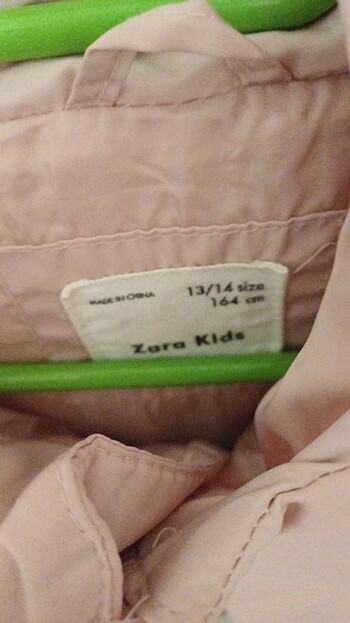 MADE IN CHINA
13/14 size
164 cm
Zara Kids